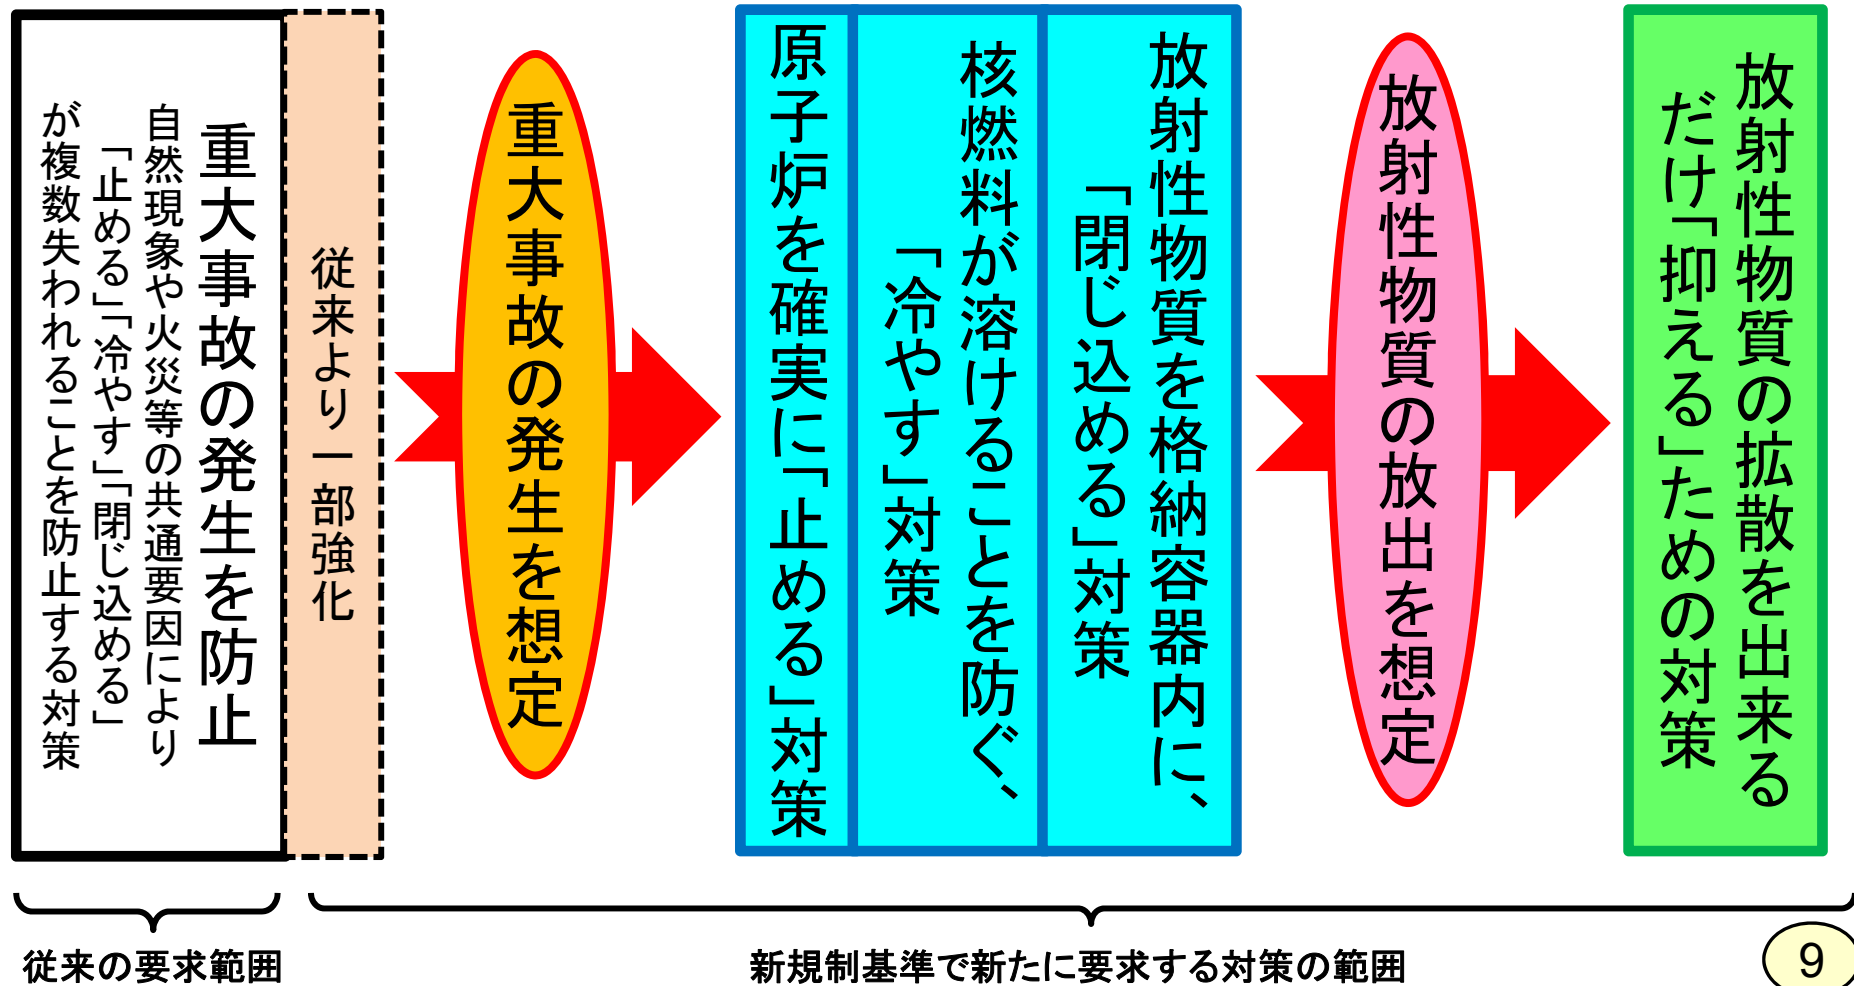 重大事故の発生を防止
自然現象や火災等の共通要因により
「止める」「冷やす」「閉じ込める」
が複数失われることを防止する対策
従来より一部強化
重大事故の発生を想定
原子炉を確実に「止める」対策
核燃料が溶けることを防ぐ、
「冷やす」対策
放射性物質を格納容器内に、
「閉じ込める」対策
放射性物質の放出を想定
放射性物質の拡散を出来る
だけ「抑える」ための対策
従来の要求範囲
新規制基準で新たに要求する対策の範囲
9